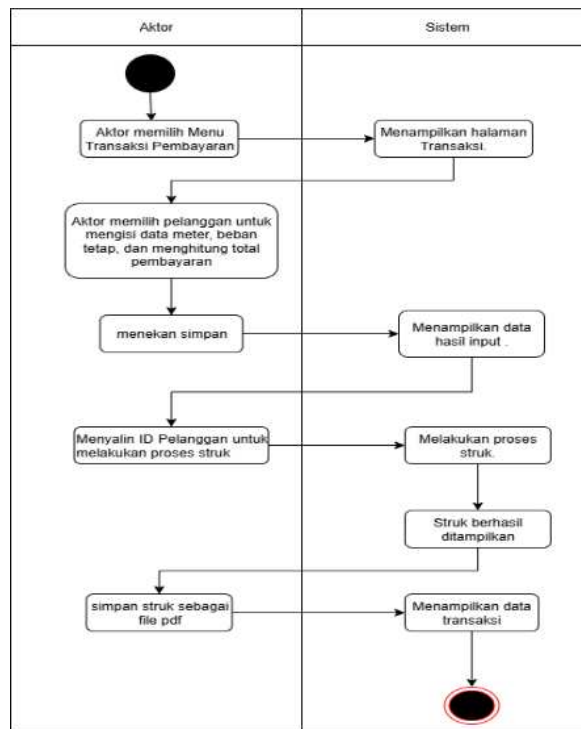 Aktor
Sistem
Aktor memilih Menu
Transaksi Pembayaran
Menampilkan halaman
Transaksi.
Aktor memilih pelanggan untuk
mengisi data meter, beban
tetap, dan menghitung total
pembayaran
menekan simpan
Menampilkan data
hasil input .
Menyalin ID Pelanggan untuk
melakukan proses struk
Melakukan proses
struk.
Struk berhasil
ditampilkan
simpan struk sebagai
file pdf
Menampilkan data
transaksi